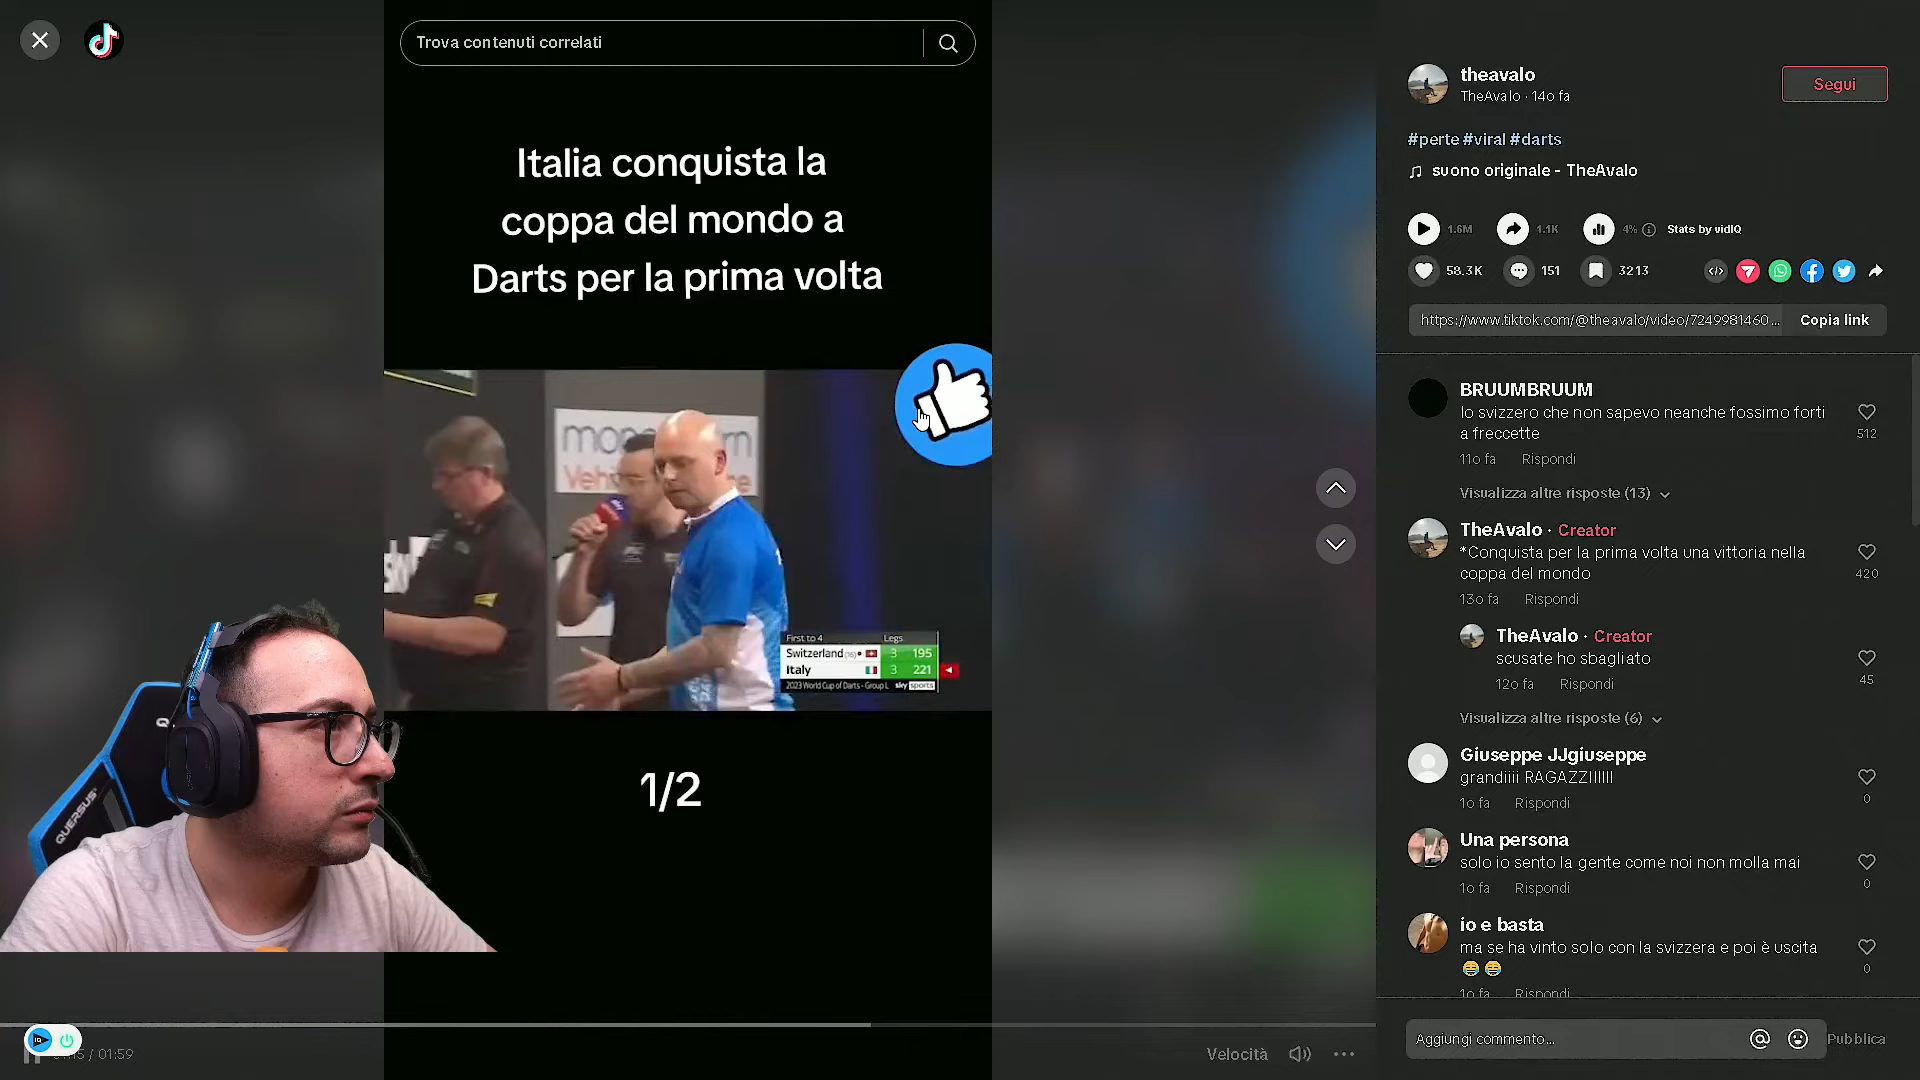 Trova contenuti correlati
Italia conquista la
coppa del mondo a
Darts per la prima volta
First to 4 Legs
Switzerland 3 195
Italy 3 221
2023 World Cup of Darts - Group L sky sports
1/2
QUERSUS
01:59
Velocità
theavalo
TheAvalo · 14o fa
Segui
#perte #viral #darts
suono originale - TheAvalo
1.6M 1.1K 4% Stats by vidIQ
58.3K 151 3213
https://www.tiktok.com/@theavalo/video/7249981460...
Copia link
BRUUMBRUUM
Io svizzero che non sapevo neanche fossimo forti
a freccette
512
11o fa Rispondi
Visualizza altre risposte (13)
TheAvalo · Creator
*Conquista per la prima volta una vittoria nella
coppa del mondo
420
13o fa Rispondi
TheAvalo · Creator
scusate ho sbagliato
45
12o fa Rispondi
Visualizza altre risposte (6)
Giuseppe JJgiuseppe
grandiiii RAGAZZIIIIII
0
1o fa Rispondi
Una persona
solo io sento la gente come noi non molla mai
0
1o fa Rispondi
io e basta
ma se ha vinto solo con la svizzera e poi è uscita
😂 😂
0
1o fa Rispondi
Aggiungi commento...
Pubblica